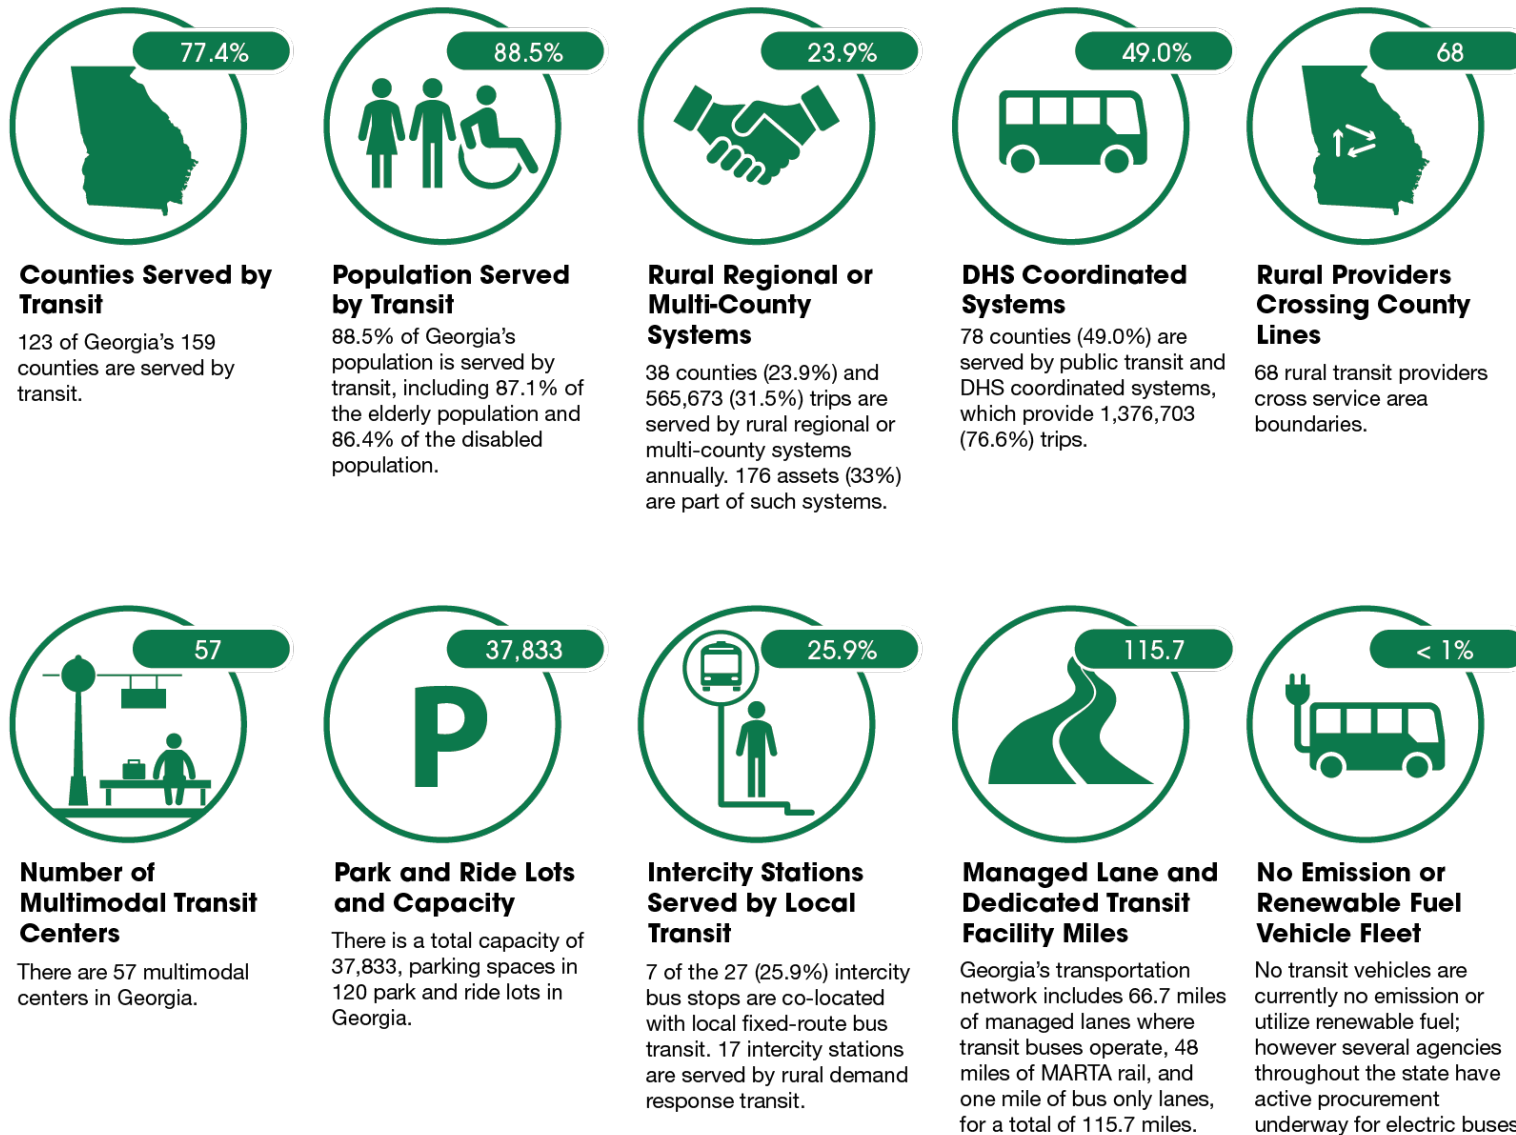 77.4%
Counties Served by
Transit
123 of Georgia's 159
counties are served by
transit.
88.5%
Population Served
by Transit
88.5% of Georgia's
population is served by
transit, including 87.1% of
the elderly population and
86.4% of the disabled
population.
23.9%
Rural Regional or
Multi-County
Systems
38 counties (23.9%) and
565,673 (31.5%) trips are
served by rural regional or
multi-county systems
annually. 176 assets (33%)
are part of such systems.
49.0%
DHS Coordinated
Systems
78 counties (49.0%) are
served by public transit and
DHS coordinated systems,
which provide 1,376,703
(76.6%) trips.
68
Rural Providers
Crossing County
Lines
68 rural transit providers
cross service area
boundaries.
57
Number of
Multimodal Transit
Centers
There are 57 multimodal
centers in Georgia.
37,833
P
Park and Ride Lots
and Capacity
There is a total capacity of
37,833, parking spaces in
120 park and ride lots in
Georgia.
25.9%
Intercity Stations
Served by Local
Transit
7 of the 27 (25.9%) intercity
bus stops are co-located
with local fixed-route bus
transit. 17 intercity stations
are served by rural demand
response transit.
115.7
Managed Lane and
Dedicated Transit
Facility Miles
Georgia's transportation
network includes 66.7 miles
of managed lanes where
transit buses operate, 48
miles of MARTA rail, and
one mile of bus only lanes,
for a total of 115.7 miles.
< 1%
No Emission or
Renewable Fuel
Vehicle Fleet
No transit vehicles are
currently no emission or
utilize renewable fuel;
however several agencies
throughout the state have
active procurement
underway for electric buses